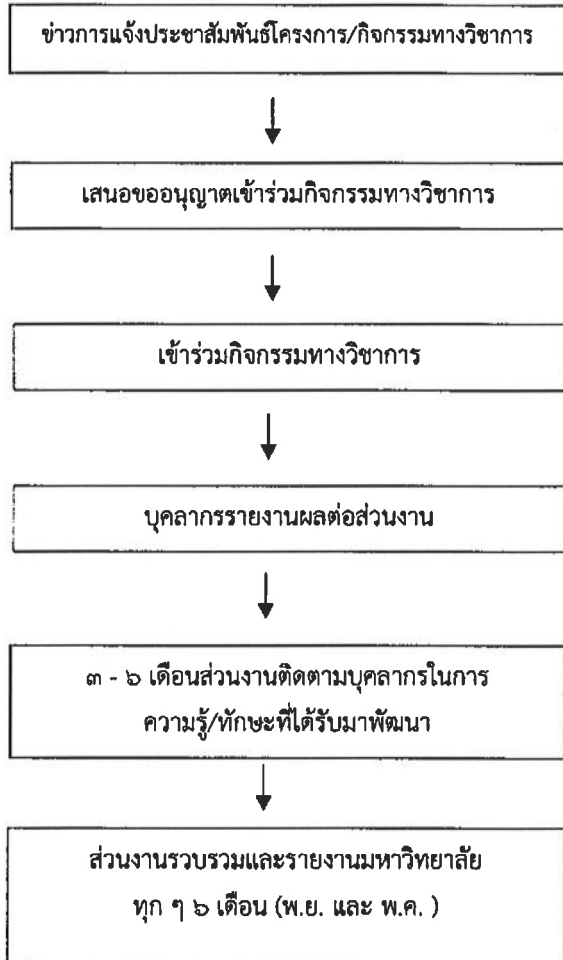 ข่าวการแจ้งประชาสัมพันธ์โครงการ/กิจกรรมทางวิชาการ
เสนอขออนุญาตเข้าร่วมกิจกรรมทางวิชาการ
เข้าร่วมกิจกรรมทางวิชาการ
บุคลากรรายงานผลต่อส่วนงาน
๓ - ๖ เดือนส่วนงานติดตามบุคลากรในการ
ความรู้/ทักษะที่ได้รับมาพัฒนา
ส่วนงานรวบรวมและรายงานมหาวิทยาลัย
ทุก ๆ ๖ เดือน (พ.ย. และ พ.ค. )